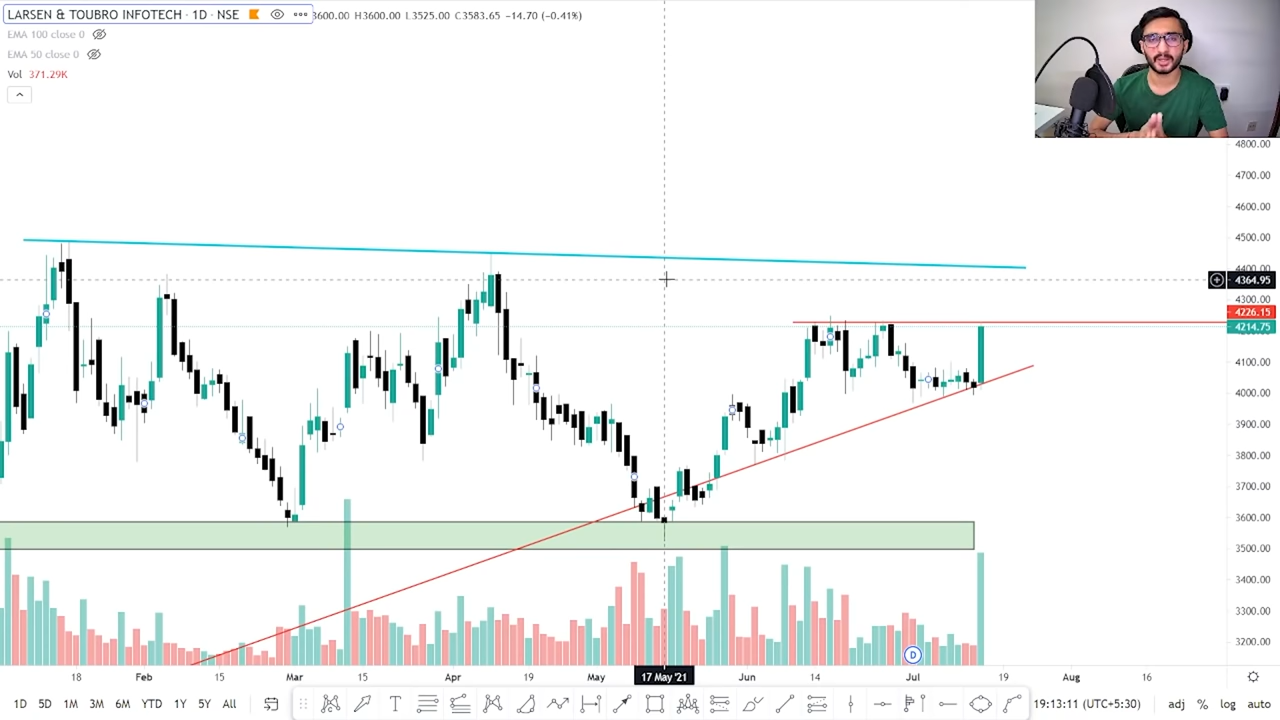 LARSEN & TOUBRO INFOTECH · 1D · NSE 3600.00 H3600.00 L3525.00 C3583.65 −14.70 (−0.41%)
EMA 100 close 0
EMA 50 close 0
Vol 371.29K
4800.00
4700.00
4600.00
4500.00
4400.00
4364.95
4300.00
4226.15
4214.75
4100.00
4000.00
3900.00
3800.00
3700.00
3600.00
3500.00
3400.00
3300.00
3200.00
D
18 Feb 15 Mar 15 Apr 19 May 17 May '21 Jun 14 Jul 19 Aug 16
1D 5D 1M 3M 6M YTD 1Y 5Y All T 19:13:11 (UTC+5:30) adj % log auto